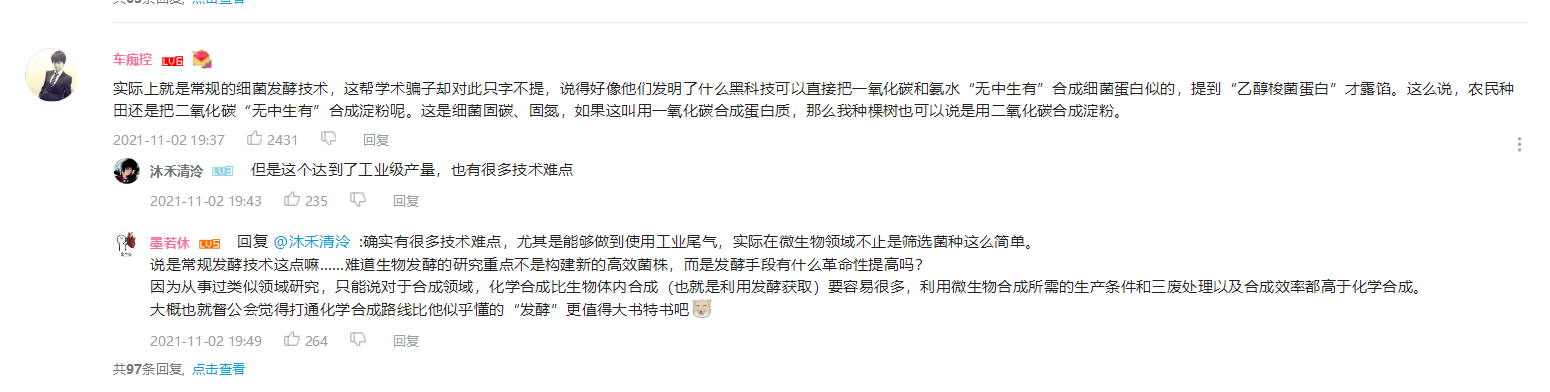 共65条回复, 点击查看
车痴控 LV6
实际上就是常规的细菌发酵技术，这帮学术骗子却对此只字不提，说得好像他们发明了什么黑科技可以直接把一氧化碳和氨水“无中生有”合成细菌蛋白似的，提到“乙醇梭菌蛋白”才露馅。这么说，农民种
田还是把二氧化碳“无中生有”合成淀粉呢。这是细菌固碳、固氮，如果这叫用一氧化碳合成蛋白质，那么我种棵树也可以说是用二氧化碳合成淀粉。
2021-11-02 19:37 2431 回复
沐禾清泠 LV3 但是这个达到了工业级产量，也有很多技术难点
2021-11-02 19:43 235 回复
墨若休 LV5 回复 @沐禾清泠 :确实有很多技术难点，尤其是能够做到使用工业尾气，实际在微生物领域不止是筛选菌种这么简单。
说是常规发酵技术这点嘛......难道生物发酵的研究重点不是构建新的高效菌株，而是发酵手段有什么革命性提高吗？
因为从事过类似领域研究，只能说对于合成领域，化学合成比生物体内合成（也就是利用发酵获取）要容易很多，利用微生物合成所需的生产条件和三废处理以及合成效率都高于化学合成。
大概也就督公会觉得打通化学合成路线比他似乎懂的“发酵”更值得大书特书吧
2021-11-02 19:49 264 回复
共97条回复, 点击查看